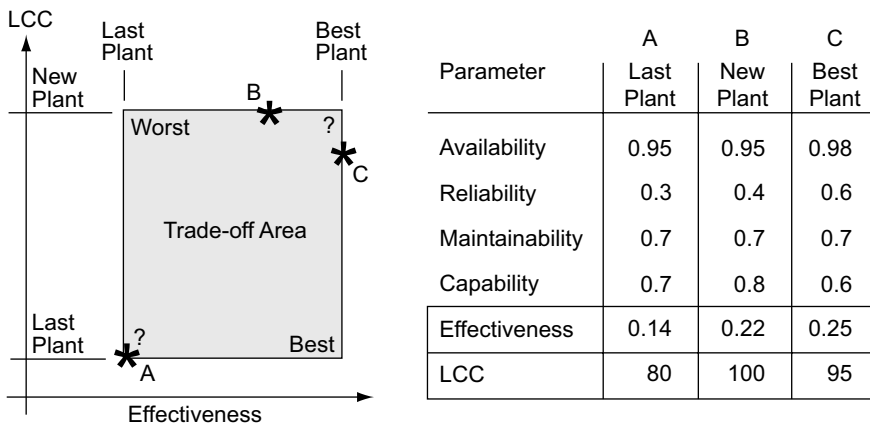 LCC
Last
Plant
Best
Plant
New
Plant
B
Worst
?
C
Trade-off Area
Last
Plant
?
Best
A
Effectiveness
A B C
Parameter Last Plant New Plant Best Plant
Availability 0.95 0.95 0.98
Reliability 0.3 0.4 0.6
Maintainability 0.7 0.7 0.7
Capability 0.7 0.8 0.6
Effectiveness 0.14 0.22 0.25
LCC 80 100 95